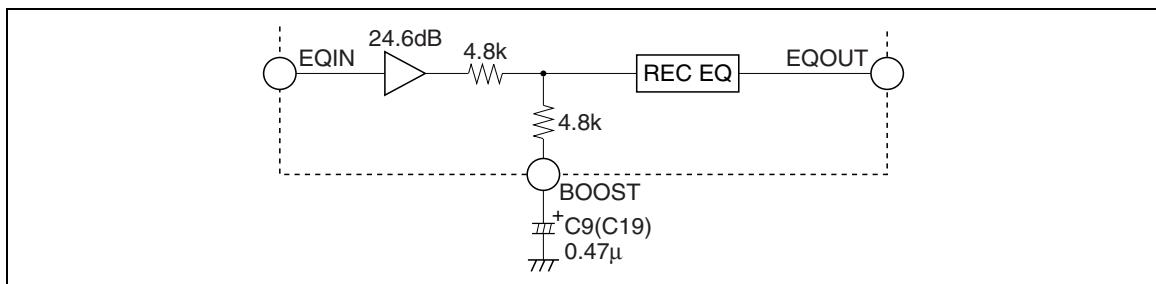 24.6dB
EQIN
4.8k
REC EQ
EQOUT
4.8k
BOOST
+
C9(C19)
0.47μ